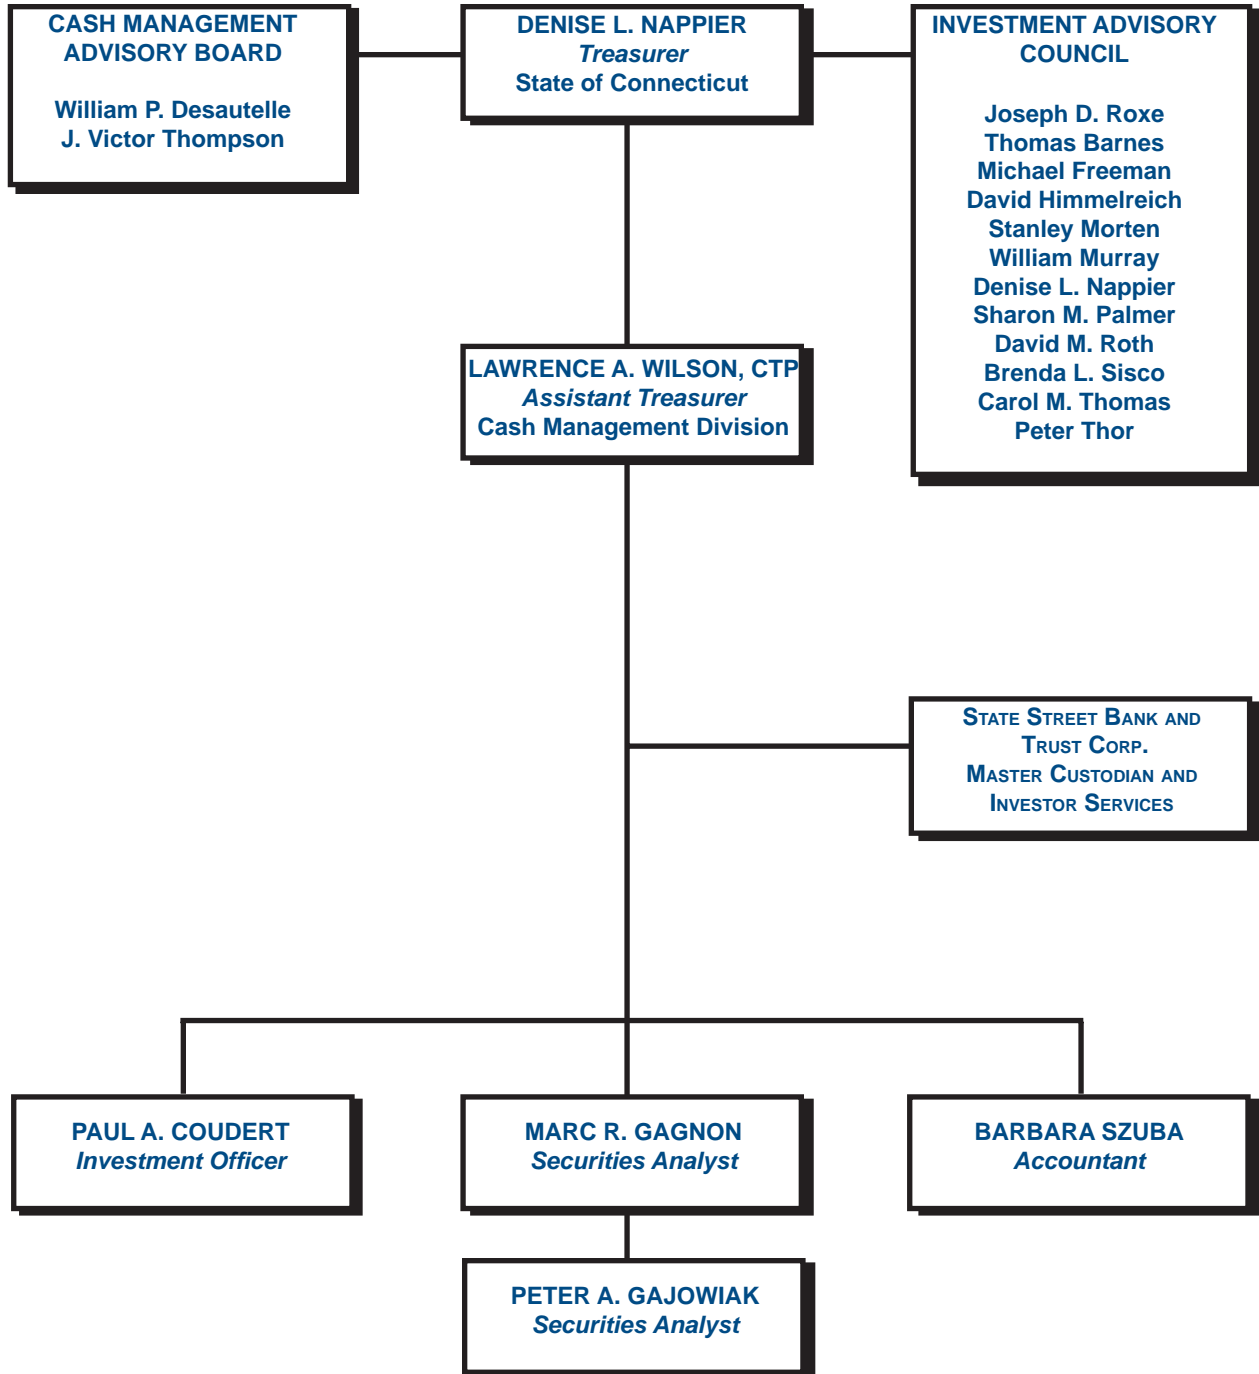 CASH MANAGEMENT
ADVISORY BOARD
William P. Desautelle
J. Victor Thompson
DENISE L. NAPPIER
Treasurer
State of Connecticut
INVESTMENT ADVISORY
COUNCIL
Joseph D. Roxe
Thomas Barnes
Michael Freeman
David Himmelreich
Stanley Morten
William Murray
Denise L. Nappier
Sharon M. Palmer
David M. Roth
Brenda L. Sisco
Carol M. Thomas
Peter Thor
LAWRENCE A. WILSON, CTP
Assistant Treasurer
Cash Management Division
STATE STREET BANK AND
TRUST CORP.
MASTER CUSTODIAN AND
INVESTOR SERVICES
PAUL A. COUDERT
Investment Officer
MARC R. GAGNON
Securities Analyst
BARBARA SZUBA
Accountant
PETER A. GAJOWIAK
Securities Analyst